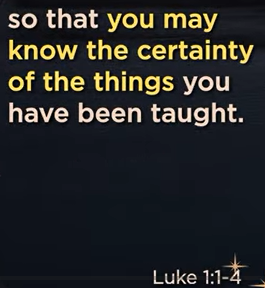 so that you may
know the certainty
of the things you
have been taught.
Luke 1:1-4